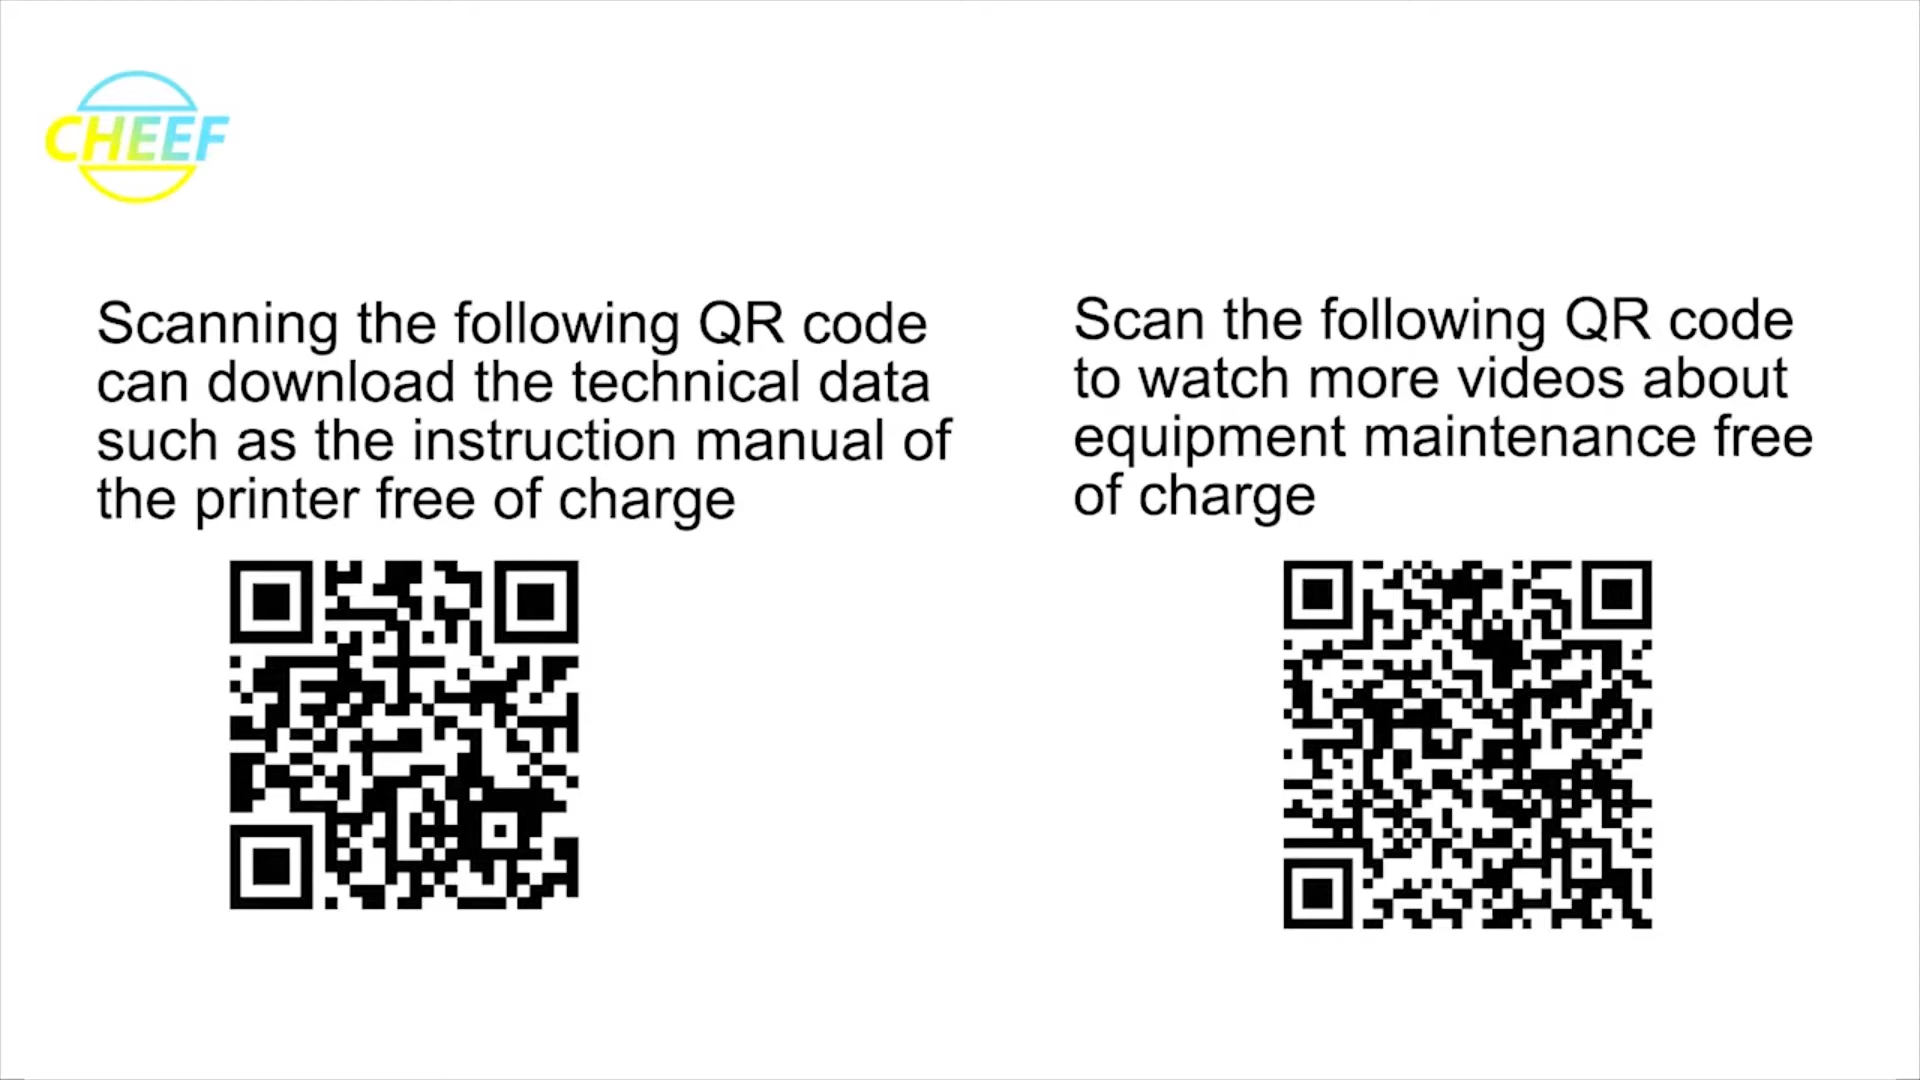 CHEEF
Scanning the following QR code
can download the technical data
such as the instruction manual of
the printer free of charge
Scan the following QR code
to watch more videos about
equipment maintenance free
of charge